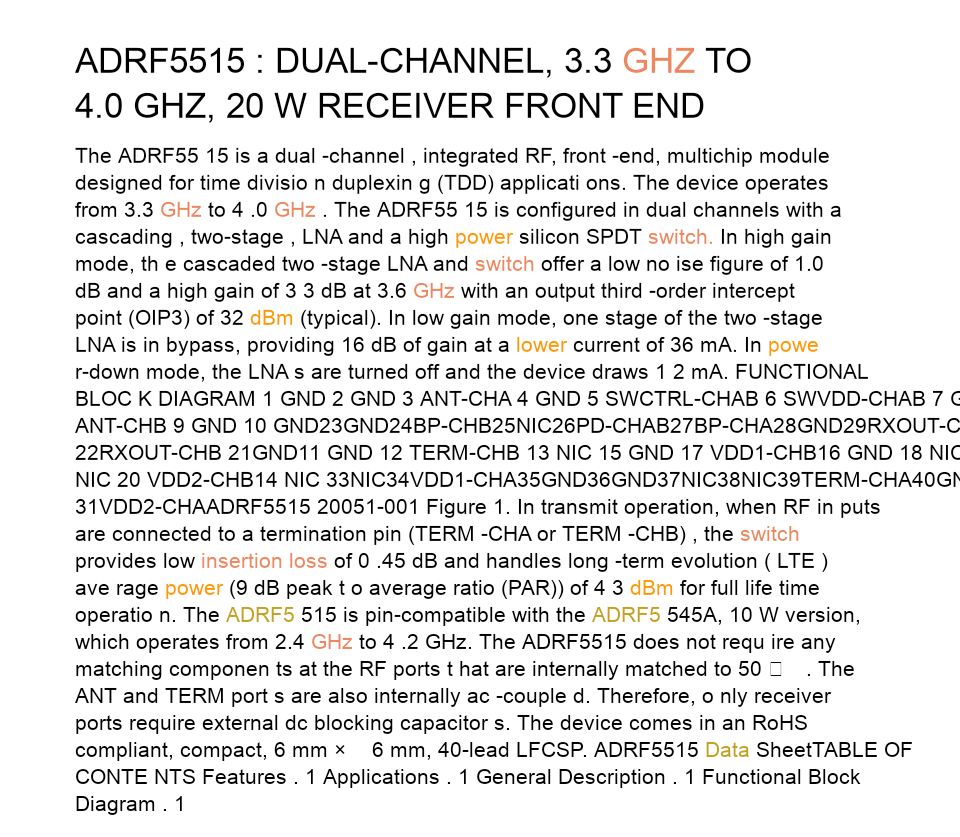 ADRF5515 : DUAL-CHANNEL, 3.3 GHZ TO
4.0 GHZ, 20 W RECEIVER FRONT END
The ADRF55 15 is a dual -channel , integrated RF, front -end, multichip module
designed for time divisio n duplexin g (TDD) applicati ons. The device operates
from 3.3 GHz to 4 .0 GHz . The ADRF55 15 is configured in dual channels with a
cascading , two-stage , LNA and a high power silicon SPDT switch. In high gain
mode, th e cascaded two -stage LNA and switch offer a low no ise figure of 1.0
dB and a high gain of 3 3 dB at 3.6 GHz with an output third -order intercept
point (OIP3) of 32 dBm (typical). In low gain mode, one stage of the two -stage
LNA is in bypass, providing 16 dB of gain at a lower current of 36 mA. In powe
r-down mode, the LNA s are turned off and the device draws 1 2 mA. FUNCTIONAL
BLOC K DIAGRAM 1 GND 2 GND 3 ANT-CHA 4 GND 5 SWCTRL-CHAB 6 SWVDD-CHAB 7
ANT-CHB 9 GND 10 GND23GND24BP-CHB25NIC26PD-CHAB27BP-CHA28GND29RXOUT-C
22RXOUT-CHB 21GND11 GND 12 TERM-CHB 13 NIC 15 GND 17 VDD1-CHB16 GND 18 NIC
NIC 20 VDD2-CHB14 NIC 33NIC34VDD1-CHA35GND36GND37NIC38NIC39TERM-CHA40GN
31VDD2-CHAADRF5515 20051-001 Figure 1. In transmit operation, when RF in puts
are connected to a termination pin (TERM -CHA or TERM -CHB) , the switch
provides low insertion loss of 0 .45 dB and handles long -term evolution ( LTE )
ave rage power (9 dB peak t o average ratio (PAR)) of 4 3 dBm for full life time
operatio n. The ADRF5 515 is pin-compatible with the ADRF5 545A, 10 W version,
which operates from 2.4 GHz to 4 .2 GHz. The ADRF5515 does not requ ire any
matching componen ts at the RF ports t hat are internally matched to 50 □ . The
ANT and TERM port s are also internally ac -couple d. Therefore, o nly receiver
ports require external dc blocking capacitor s. The device comes in an RoHS
compliant, compact, 6 mm × 6 mm, 40-lead LFCSP. ADRF5515 Data SheetTABLE OF
CONTE NTS Features . 1 Applications . 1 General Description . 1 Functional Block
Diagram . 1